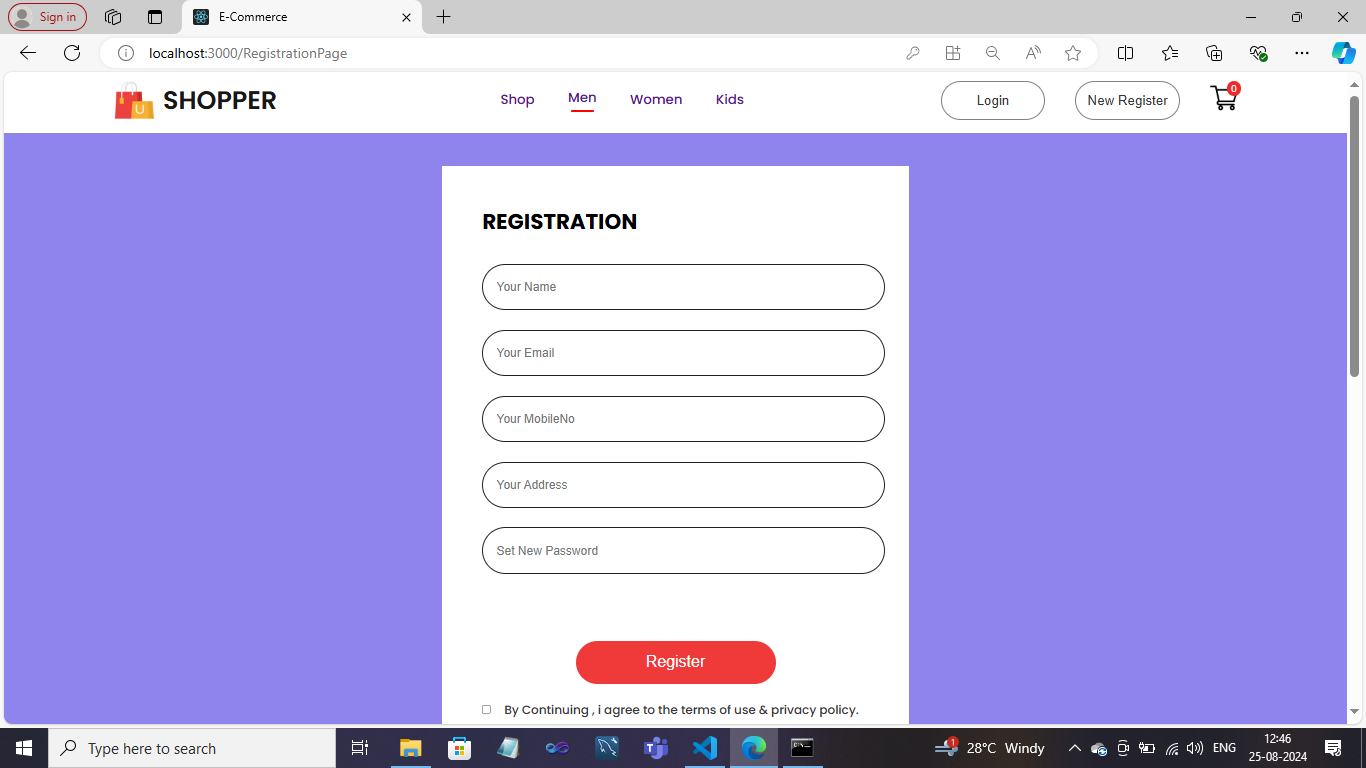 Sign in
E-Commerce
localhost:3000/RegistrationPage
SHOPPER
Shop
Men
Women
Kids
Login
New Register
0
U
REGISTRATION
Your Name
Your Email
Your MobileNo
Your Address
Set New Password
Register
By Continuing , i agree to the terms of use & privacy policy.
Type here to search
1
28°C Windy
ENG
12:46
25-08-2024